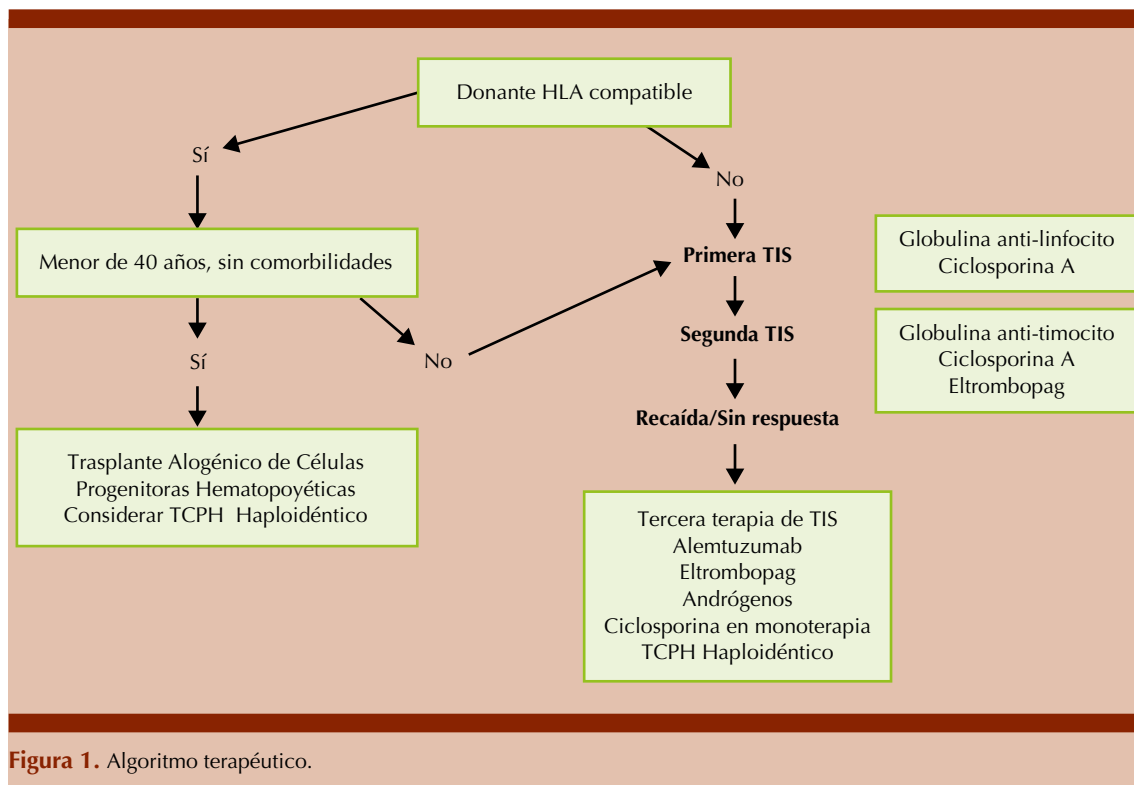 Donante HLA compatible
Sí
No
Menor de 40 años, sin comorbilidades
Sí
No
Trasplante Alogénico de Células
Progenitoras Hematopoyéticas
Considerar TCPH Haploidéntico
Primera TIS
Segunda TIS
Recaída/Sin respuesta
Tercera terapia de TIS
Alemtuzumab
Eltrombopag
Andrógenos
Ciclosporina en monoterapia
TCPH Haploidéntico
Globulina anti-linfocito
Ciclosporina A
Globulina anti-timocito
Ciclosporina A
Eltrombopag
Figura 1. Algoritmo terapéutico.